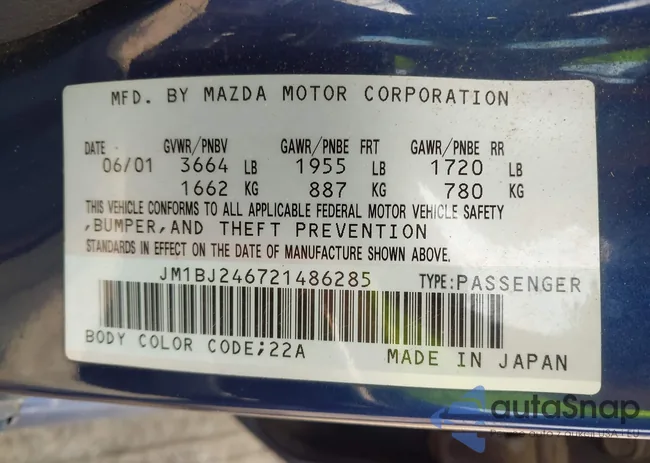 MFD. BY MAZDA MOTOR CORPORATION
DATE GVWR/PNBV GAWR/PNBE FRT GAWR/PNBE RR
06/01 3664 LB 1955 LB 1720 LB
1662 KG 887 KG 780 KG
THIS VEHICLE CONFORMS TO ALL APPLICABLE FEDERAL MOTOR VEHICLE SAFETY
,BUMPER,AND THEFT PREVENTION
STANDARDS IN EFFECT ON THE DATE OF MANUFACTURE SHOWN ABOVE.
JM1BJ246721486285 TYPE:PASSENGER
BODY COLOR CODE;22A MADE IN JAPAN
autaSnap